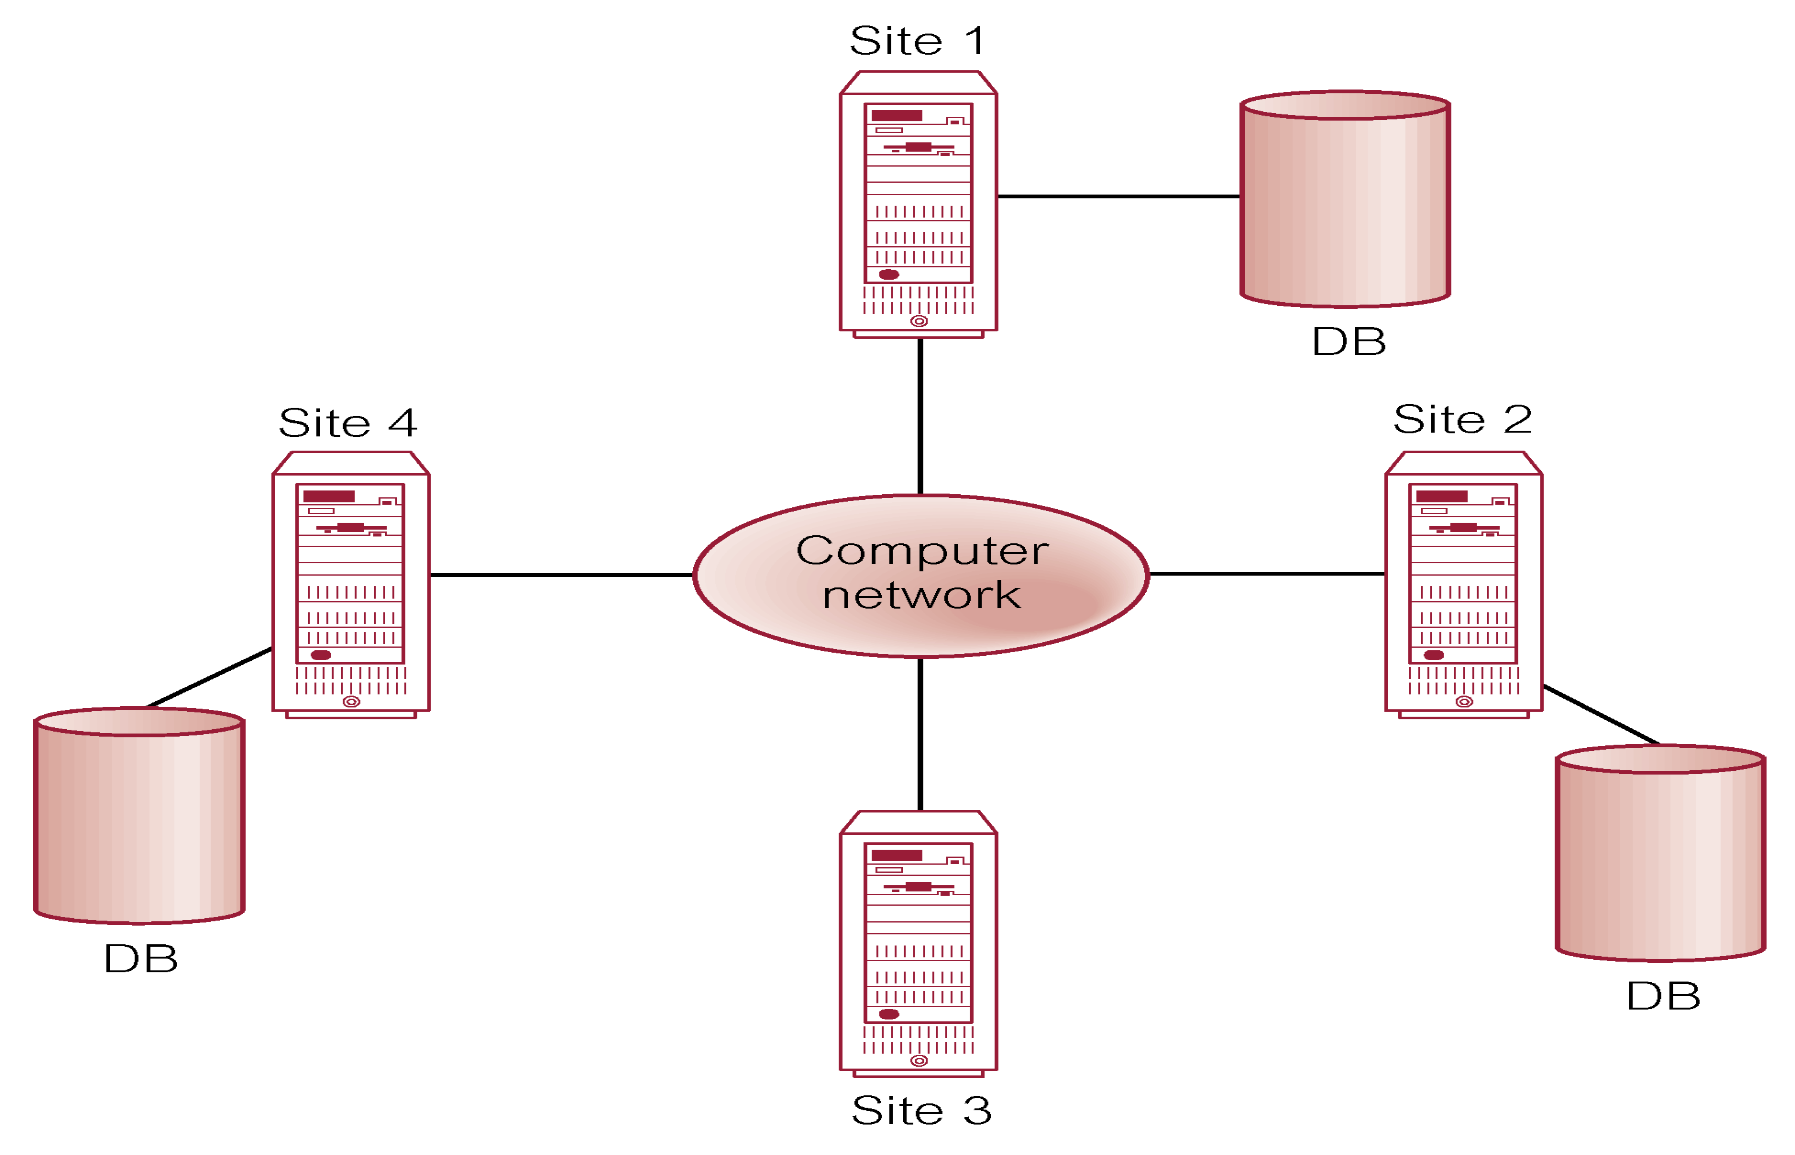 Site 1
DB
Site 4
Site 2
Computer
network
DB
DB
Site 3